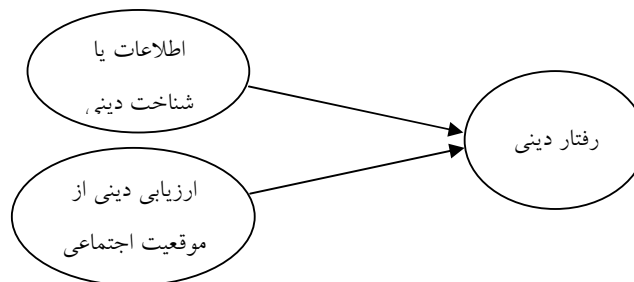 اطلاعات یا
شناخت دینی
رفتار دینی
ارزیابی دینی از
موقعیت اجتماعی